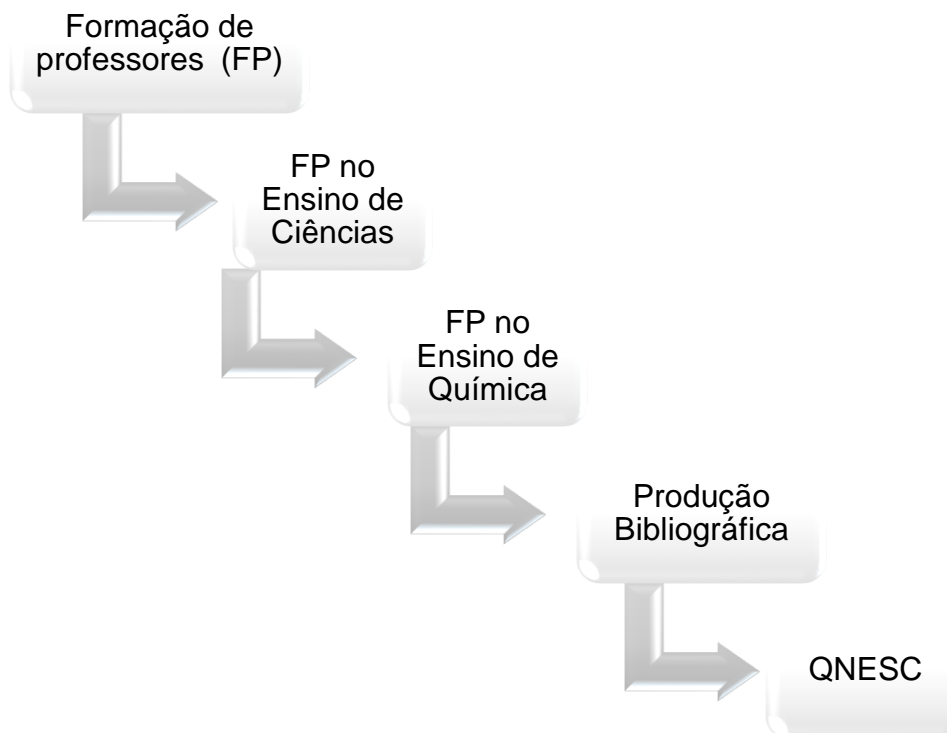 Formação de
professores (FP)
FP no
Ensino de
Ciências
FP no
Ensino de
Química
Produção
Bibliográfica
QNESC